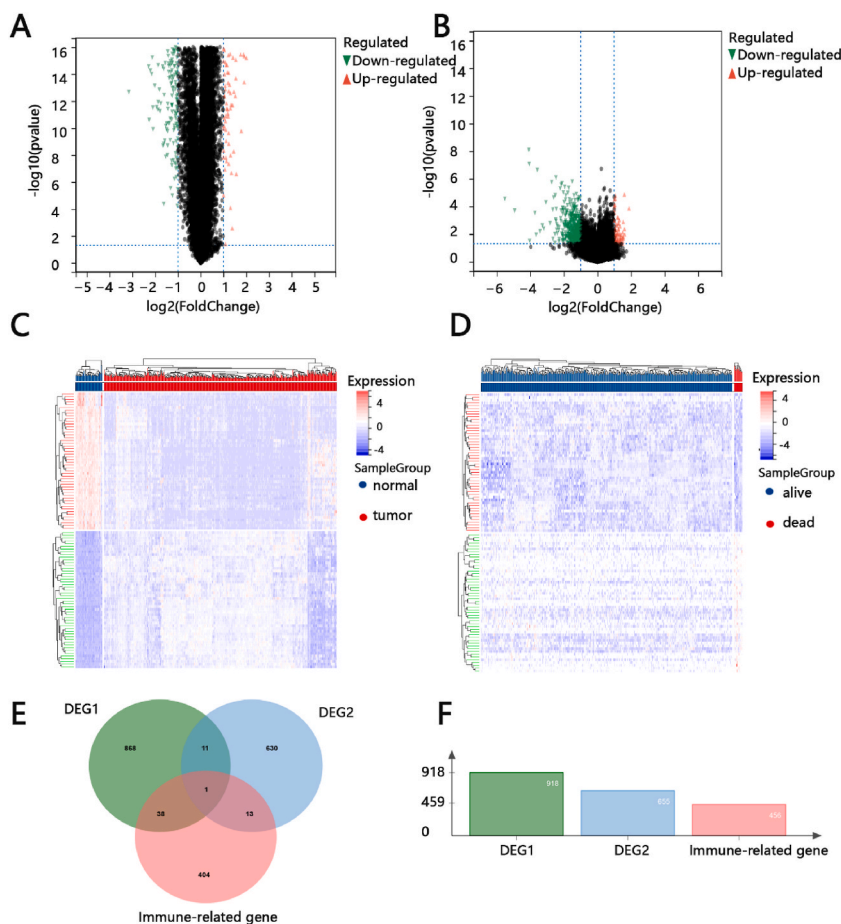 A
16
14
12
10
8
6
4
2
0
-log10(pvalue)
−5 −4 −3 −2 −1 0 1 2 3 4 5
log2(FoldChange)
Regulated
Down-regulated
Up-regulated
B
16
14
12
10
8
6
4
2
0
-log10(pvalue)
−6 −4 −2 0 2 4 6
log2(FoldChange)
Regulated
Down-regulated
Up-regulated
C
Expression
4
2
0
-2
-4
SampleGroup
normal
tumor
D
Expression
4
2
0
-2
-4
SampleGroup
alive
dead
E
DEG1
DEG2
868
11
630
1
38
13
404
Immune-related gene
F
918
459
0
918
655
456
DEG1 DEG2 Immune-related gene